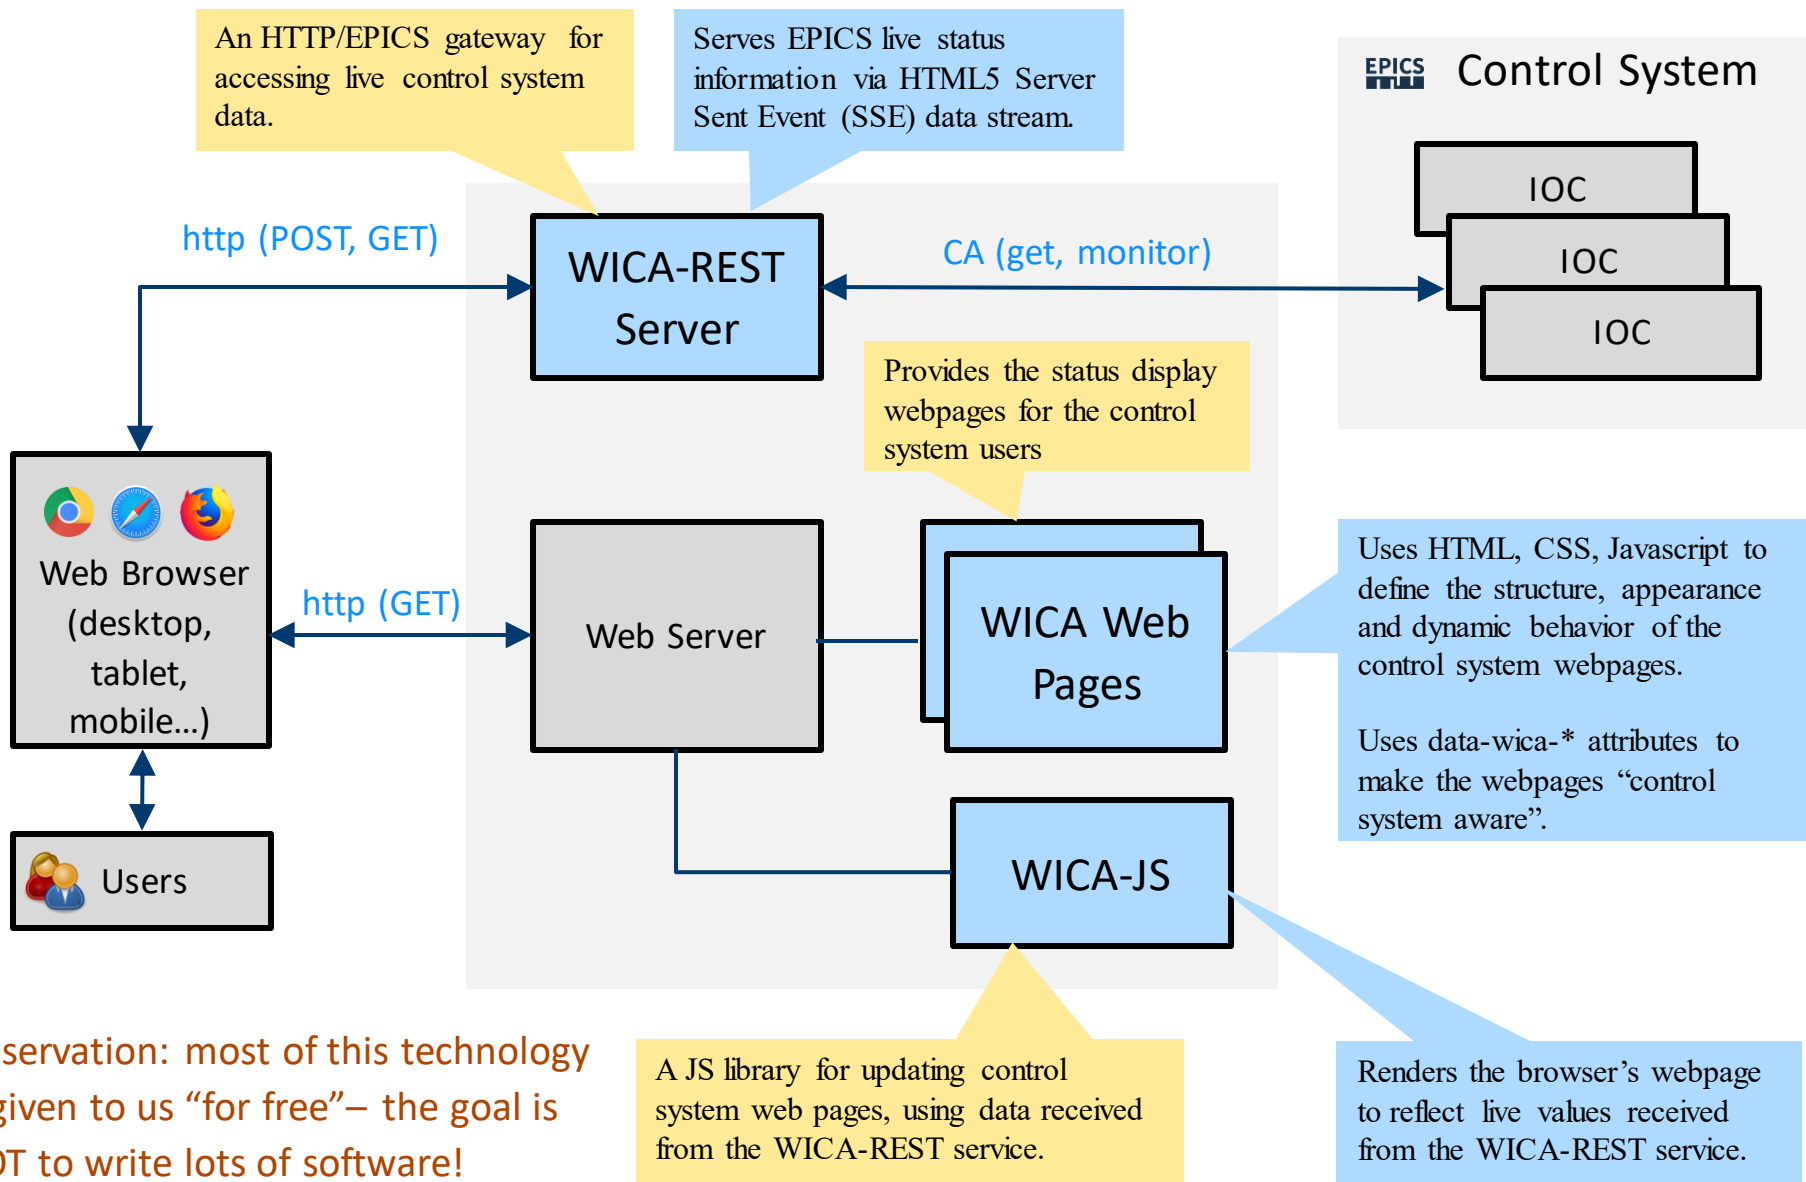 An HTTP/EPICS gateway for
accessing live control system
data.
Serves EPICS live status
information via HTML5 Server
Sent Event (SSE) data stream.
EPICS
Control System
IOC
IOC
IOC
http (POST, GET)
WICA-REST
Server
CA (get, monitor)
Provides the status display
webpages for the control
system users
Web Browser
(desktop,
tablet,
mobile...)
http (GET)
Web Server
WICA Web
Pages
Uses HTML, CSS, Javascript to
define the structure, appearance
and dynamic behavior of the
control system webpages.
Uses data-wica-* attributes to
make the webpages “control
system aware”.
Users
WICA-JS
servation: most of this technology
given to us “for free”– the goal is
OT to write lots of software!
A JS library for updating control
system web pages, using data received
from the WICA-REST service.
Renders the browser’s webpage
to reflect live values received
from the WICA-REST service.